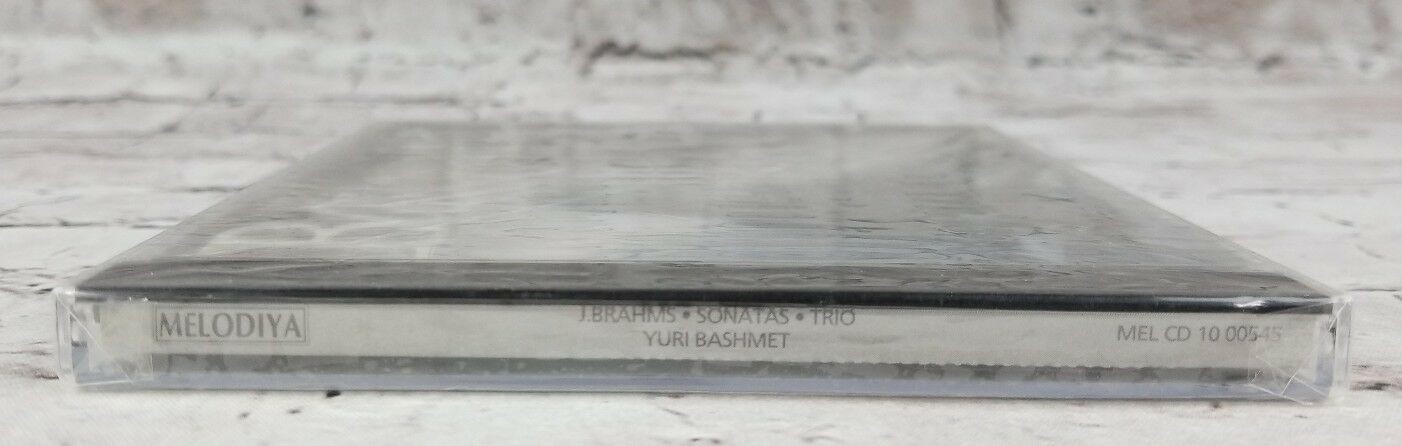 MELODIYA
J.BRAHMS • SONATAS • TRIO
YURI BASHMET
MEL CD 10 00545